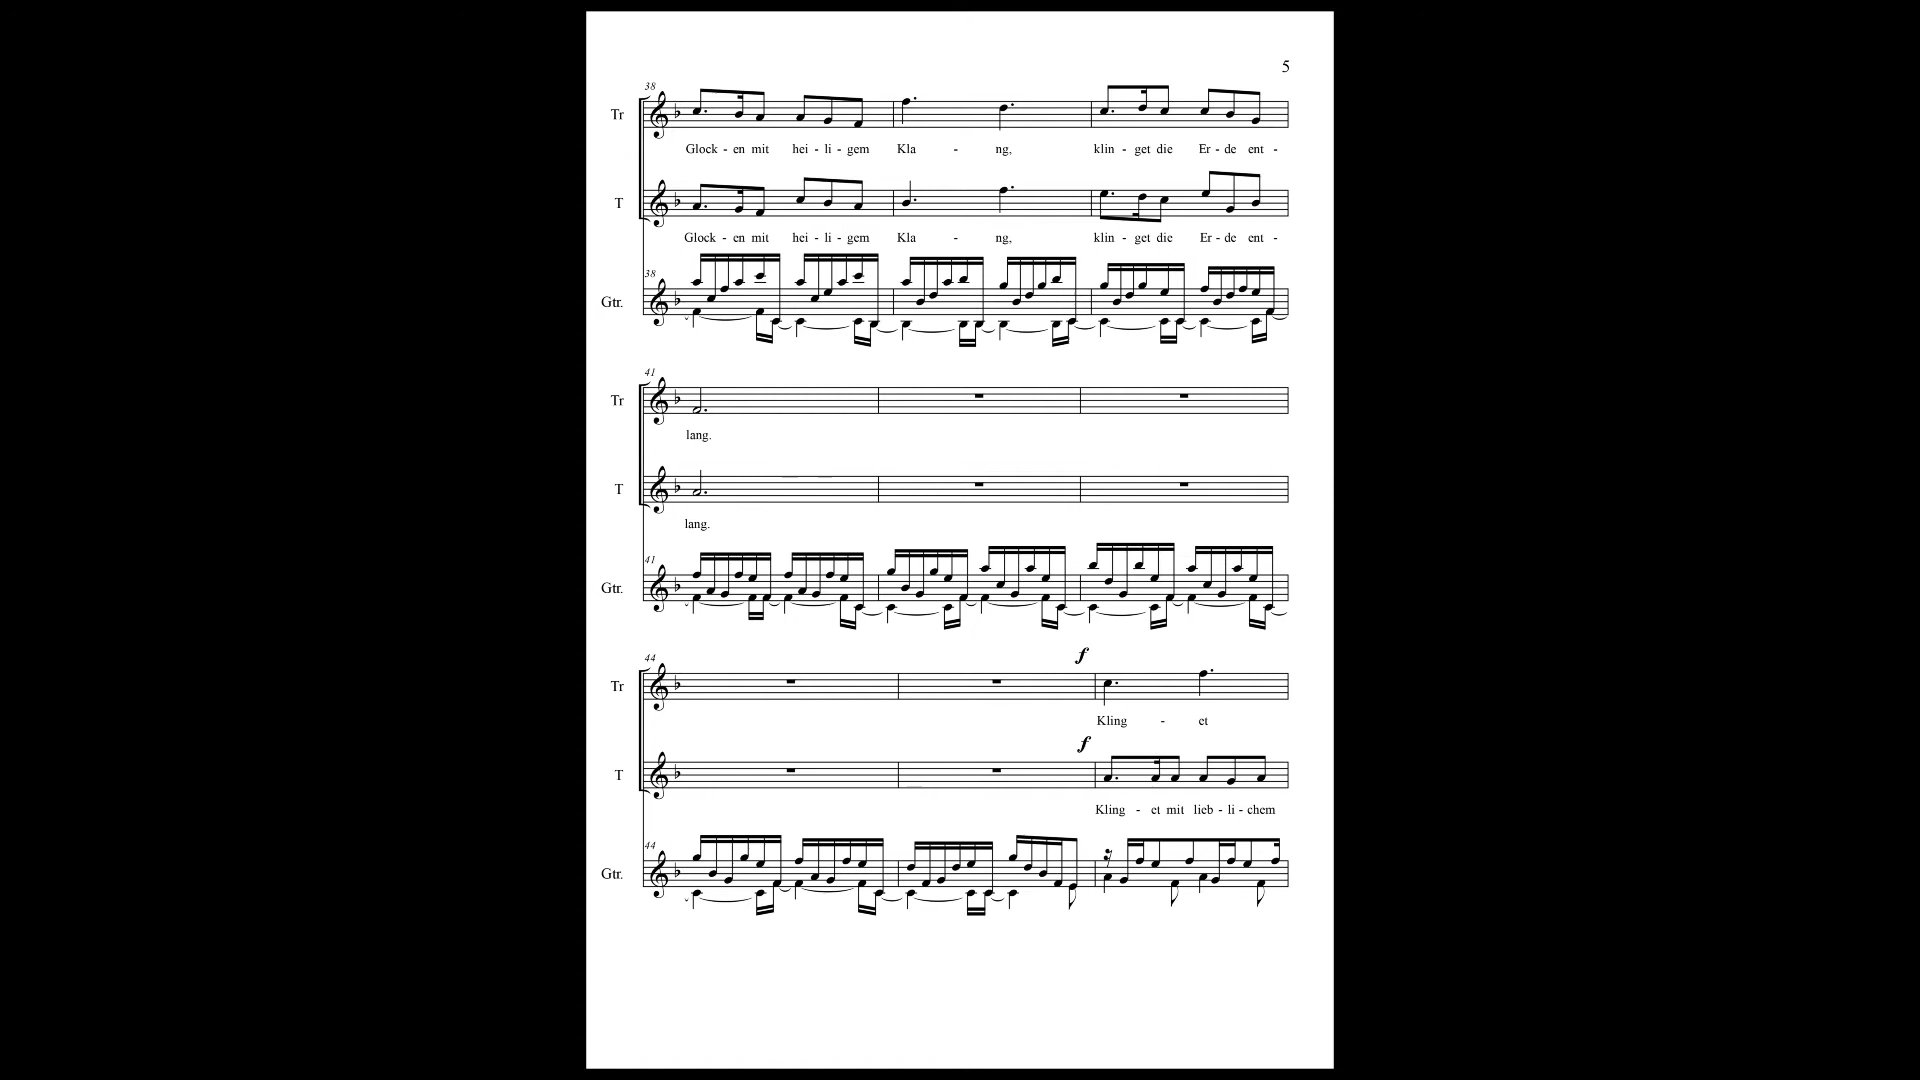 5
38
Tr
Glock - en mit hei - li - gem Kla - ng, klin - get die Er - de ent -
T
Glock - en mit hei - li - gem Kla - ng, klin - get die Er - de ent -
38
Gtr.
41
Tr
lang.
T
lang.
41
Gtr.
44
f
Tr
Kling - et
f
T
Kling - et mit lieb - li - chem
44
Gtr.